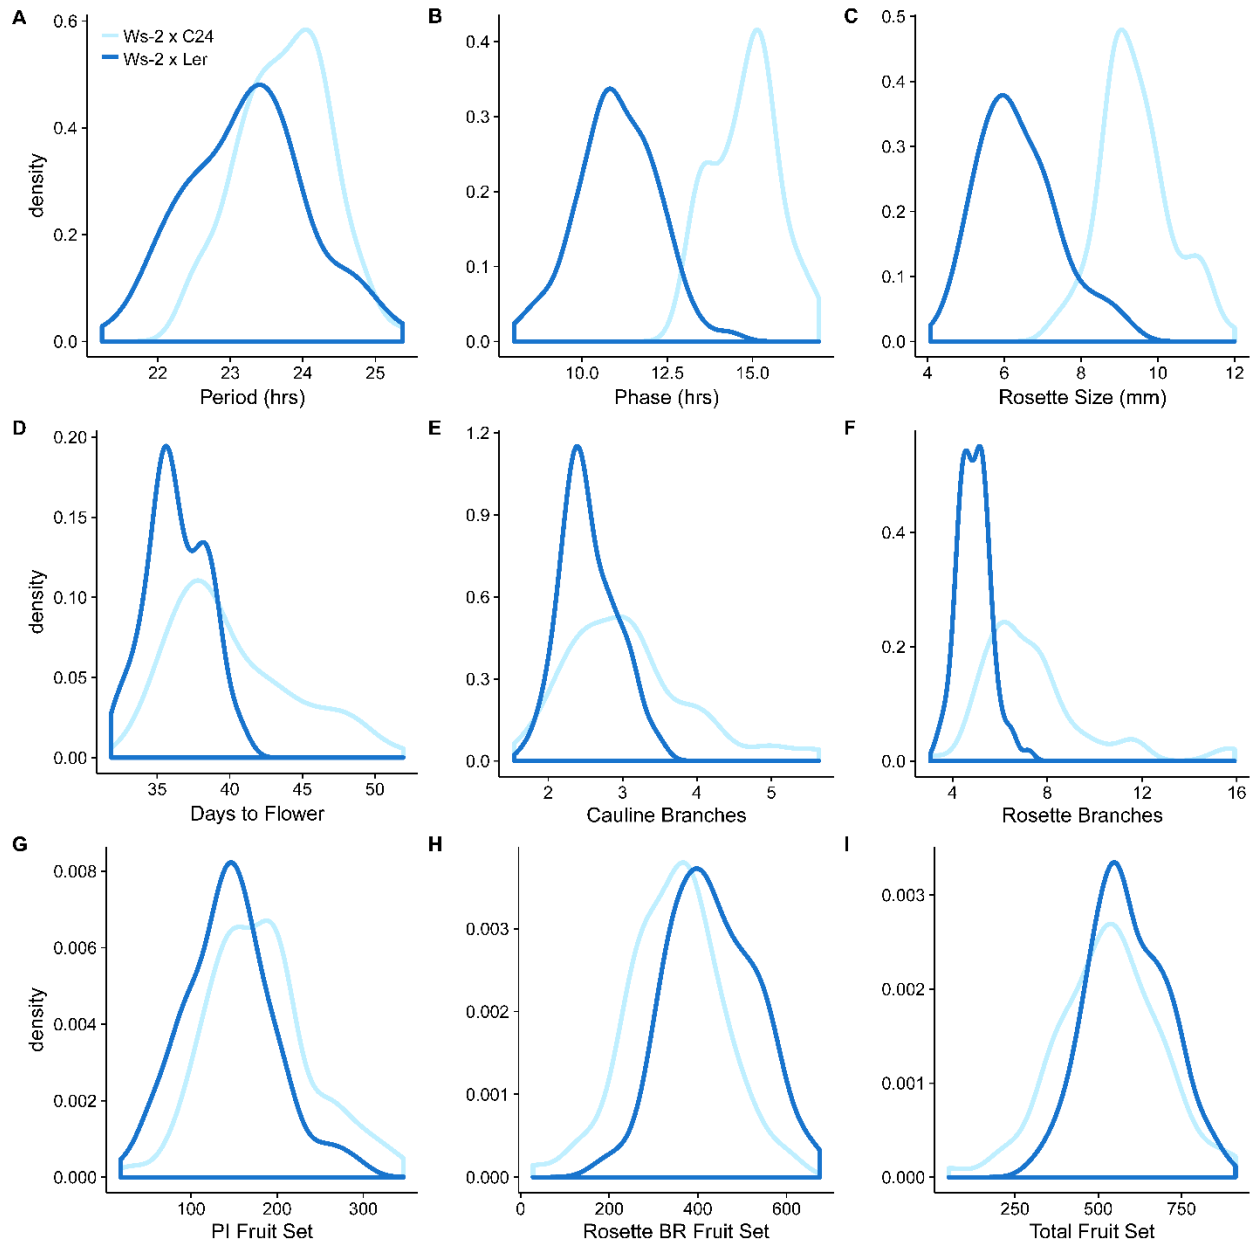 A
Ws-2 x C24
Ws-2 x Ler
density
0.6
0.4
0.2
0.0
22 23 24 25
Period (hrs)
B
0.4
0.3
0.2
0.1
0.0
10.0 12.5 15.0
Phase (hrs)
C
0.5
0.4
0.3
0.2
0.1
0.0
4 6 8 10 12
Rosette Size (mm)
D
density
0.20
0.15
0.10
0.05
0.00
35 40 45 50
Days to Flower
E
1.2
0.9
0.6
0.3
0.0
2 3 4 5
Cauline Branches
F
0.4
0.2
0.0
4 8 12 16
Rosette Branches
G
density
0.008
0.006
0.004
0.002
0.000
100 200 300
PI Fruit Set
H
0.003
0.002
0.001
0.000
0 200 400 600
Rosette BR Fruit Set
I
0.003
0.002
0.001
0.000
250 500 750
Total Fruit Set